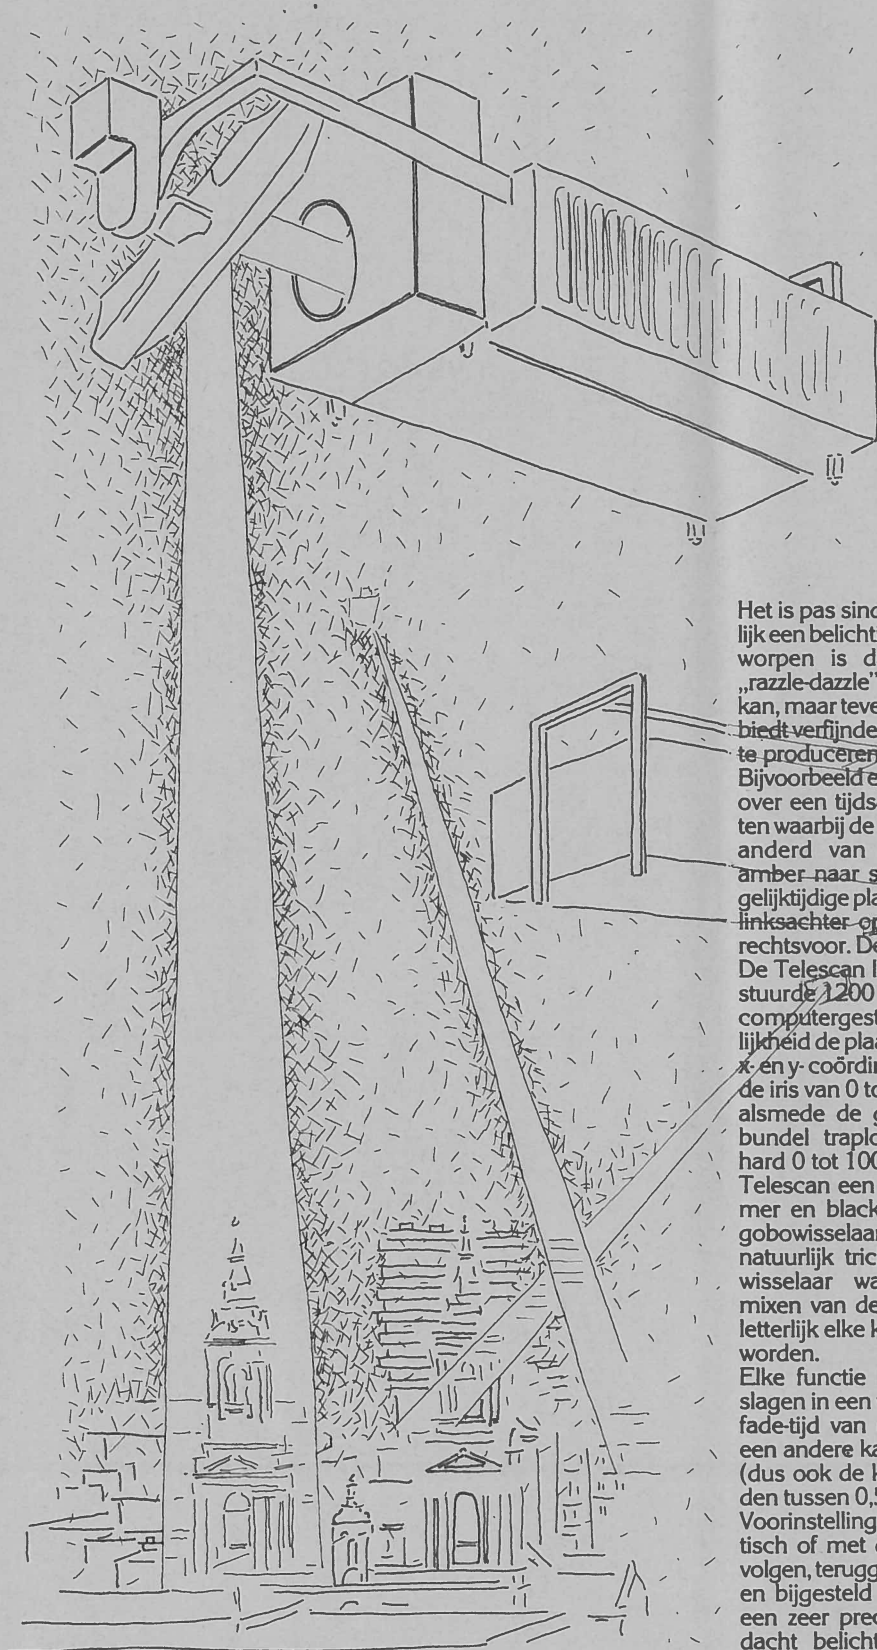 Het is pas sind
lijk een belichti
worpen is d
„razzle-dazzle”
kan, maar teve
biedt verfijnde
te produceren
Bijvoorbeeld e
over een tijds
ten waarbij de
anderd van
amber naar s
gelijktijdige pla
linksachter op
rechtsvoor. De
De Telescan I
stuurde 1200
computergest
lijkheid de plaa
x- en y- coördin
de iris van 0 to
alsmede de g
bundel traplo
hard 0 tot 100
Telescan een
mer en black
gobowisselaar
natuurlijk tric
wisselaar wa
mixen van de
letterlijk elke k
worden.
Elke functie
slagen in een
fade-tijd van
een andere ka
(dus ook de k
den tussen 0,5
Voorinstelling
tisch of met
volgen, terugg
en bijgesteld
een zeer prec
dacht belicht